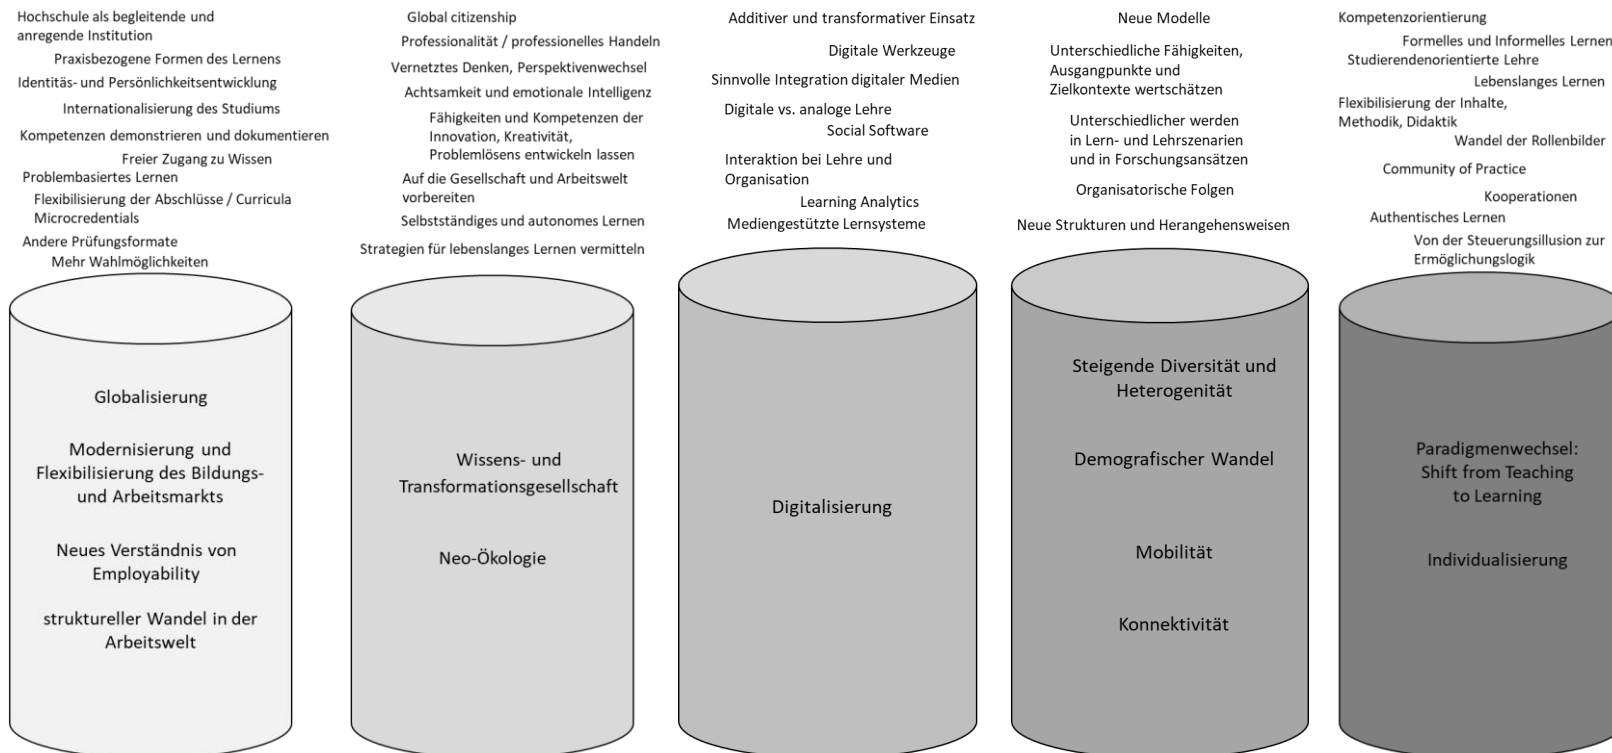 Hochschule als begleitende und
anregende Institution
Praxisbezogene Formen des Lernens
Identitäs- und Persönlichkeitsentwicklung
Internationalisierung des Studiums
Kompetenzen demonstrieren und dokumentieren
Freier Zugang zu Wissen
Problembasiertes Lernen
Flexibilisierung der Abschlüsse / Curricula
Microcredentials
Andere Prüfungsformate
Mehr Wahlmöglichkeiten
Globalisierung
Modernisierung und
Flexibilisierung des Bildungs-
und Arbeitsmarkts
Neues Verständnis von
Employability
struktureller Wandel in der
Arbeitswelt
Global citizenship
Professionalität / professionelles Handeln
Vernetztes Denken, Perspektivenwechsel
Achtsamkeit und emotionale Intelligenz
Fähigkeiten und Kompetenzen der
Innovation, Kreativität,
Problemlösens entwickeln lassen
Auf die Gesellschaft und Arbeitswelt
vorbereiten
Selbstständiges und autonomes Lernen
Strategien für lebenslanges Lernen vermitteln
Wissens- und
Transformationsgesellschaft
Neo-Ökologie
Additiver und transformativer Einsatz
Digitale Werkzeuge
Sinnvolle Integration digitaler Medien
Digitale vs. analoge Lehre
Social Software
Interaktion bei Lehre und
Organisation
Learning Analytics
Mediengestützte Lernsysteme
Digitalisierung
Neue Modelle
Unterschiedliche Fähigkeiten,
Ausgangpunkte und
Zielkontexte wertschätzen
Unterschiedlicher werden
in Lern- und Lehrszenarien
und in Forschungsansätzen
Organisatorische Folgen
Neue Strukturen und Herangehensweisen
Steigende Diversität und
Heterogenität
Demografischer Wandel
Mobilität
Konnektivität
Kompetenzorientierung
Formelles und Informelles Lernen
Studierendenorientierte Lehre
Lebenslanges Lernen
Flexibilisierung der Inhalte,
Methodik, Didaktik
Wandel der Rollenbilder
Community of Practice
Kooperationen
Authentisches Lernen
Von der Steuerungsillusion zur
Ermöglichungslogik
Paradigmenwechsel:
Shift from Teaching
to Learning
Individualisierung